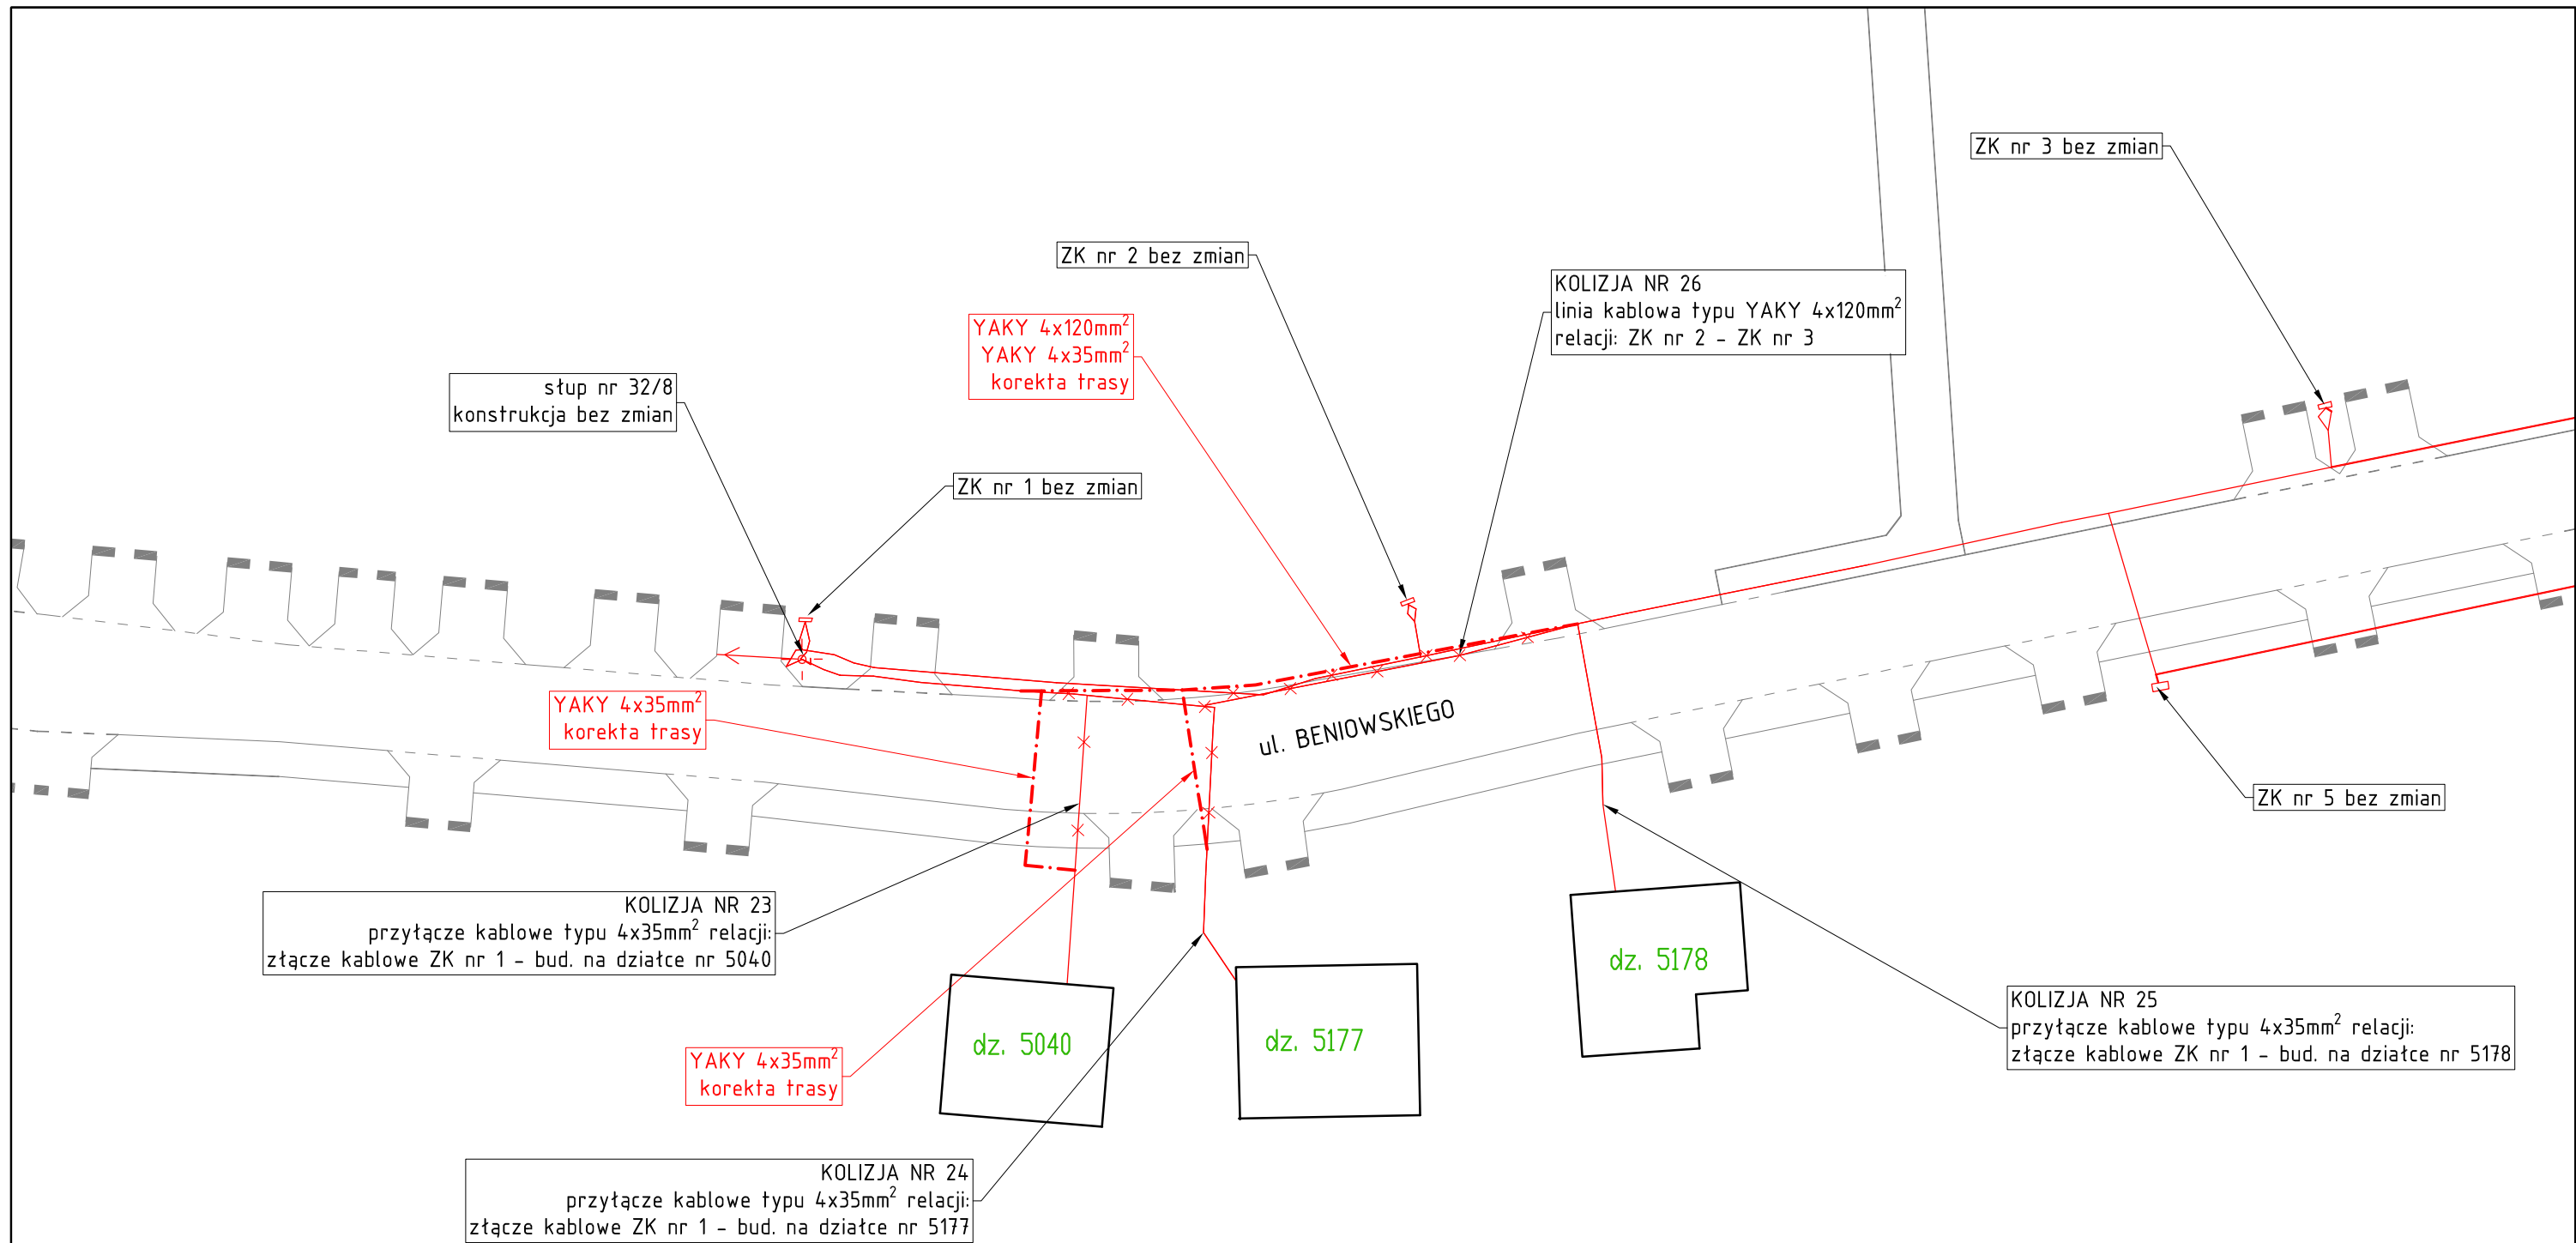 ZK nr 3 bez zmian
ZK nr 2 bez zmian
KOLIZJA NR 26
linia kablowa typu YAKY 4x120mm²
relacji: ZK nr 2 - ZK nr 3
YAKY 4x120mm²
YAKY 4x35mm²
korekta trasy
słup nr 32/8
konstrukcja bez zmian
ZK nr 1 bez zmian
YAKY 4x35mm²
korekta trasy
ul. BENIOWSKIEGO
ZK nr 5 bez zmian
KOLIZJA NR 23
przyłącze kablowe typu 4x35mm² relacji:
złącze kablowe ZK nr 1 - bud. na działce nr 5040
dz. 5178
KOLIZJA NR 25
przyłącze kablowe typu 4x35mm² relacji:
złącze kablowe ZK nr 1 - bud. na działce nr 5178
dz. 5040
dz. 5177
YAKY 4x35mm²
korekta trasy
KOLIZJA NR 24
przyłącze kablowe typu 4x35mm² relacji:
złącze kablowe ZK nr 1 - bud. na działce nr 5177